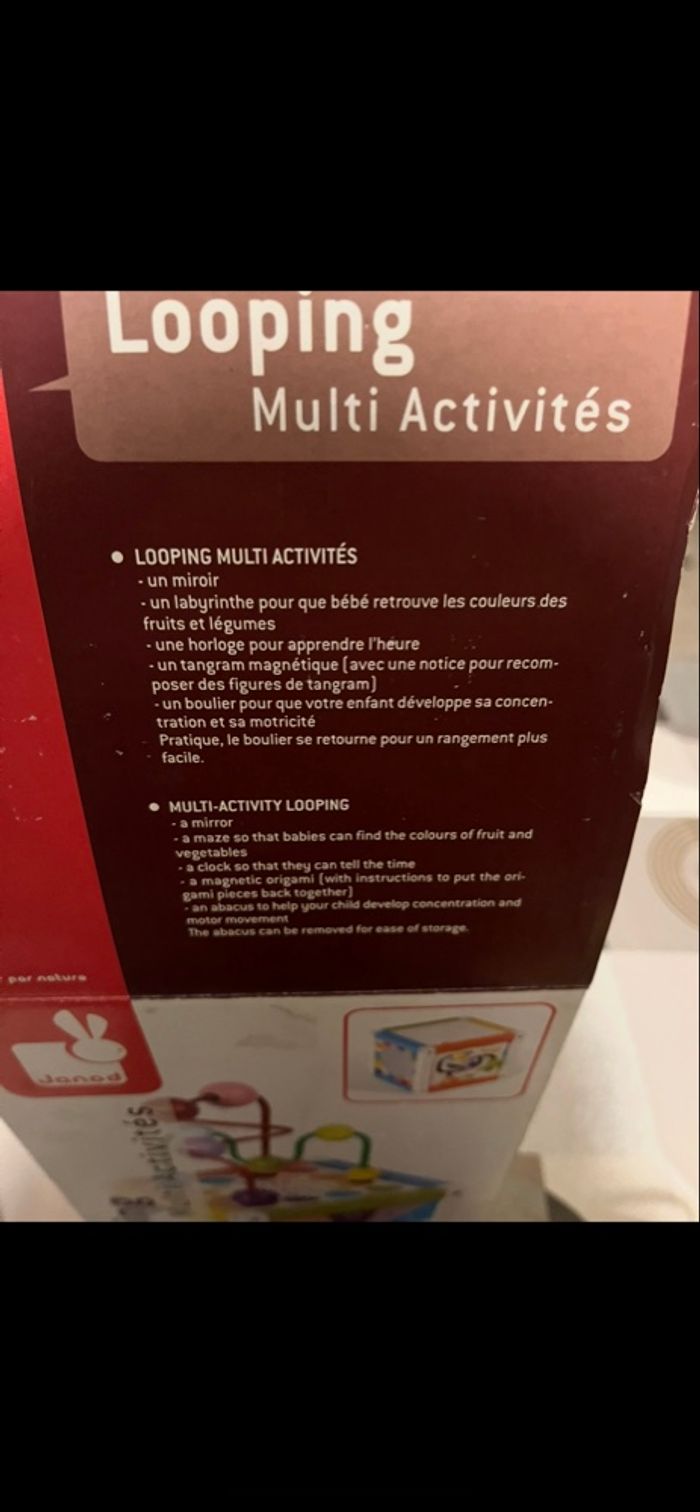 Looping
Multi Activités
• LOOPING MULTI ACTIVITÉS
- un miroir
- un labyrinthe pour que bébé retrouve les couleurs des
fruits et légumes
- une horloge pour apprendre l'heure
- un tangram magnétique (avec une notice pour recom-
poser des figures de tangram)
- un boulier pour que votre enfant développe sa concen-
tration et sa motricité
Pratique, le boulier se retourne pour un rangement plus
facile.
• MULTI-ACTIVITY LOOPING
- a mirror
- a maze so that babies can find the colours of fruit and
vegetables
- a clock so that they can tell the time
- a magnetic origami (with instructions to put the ori-
gami pieces back together)
- an abacus to help your child develop concentration and
motor movement
The abacus can be removed for ease of storage.
par nature
Janod
Multi Activités